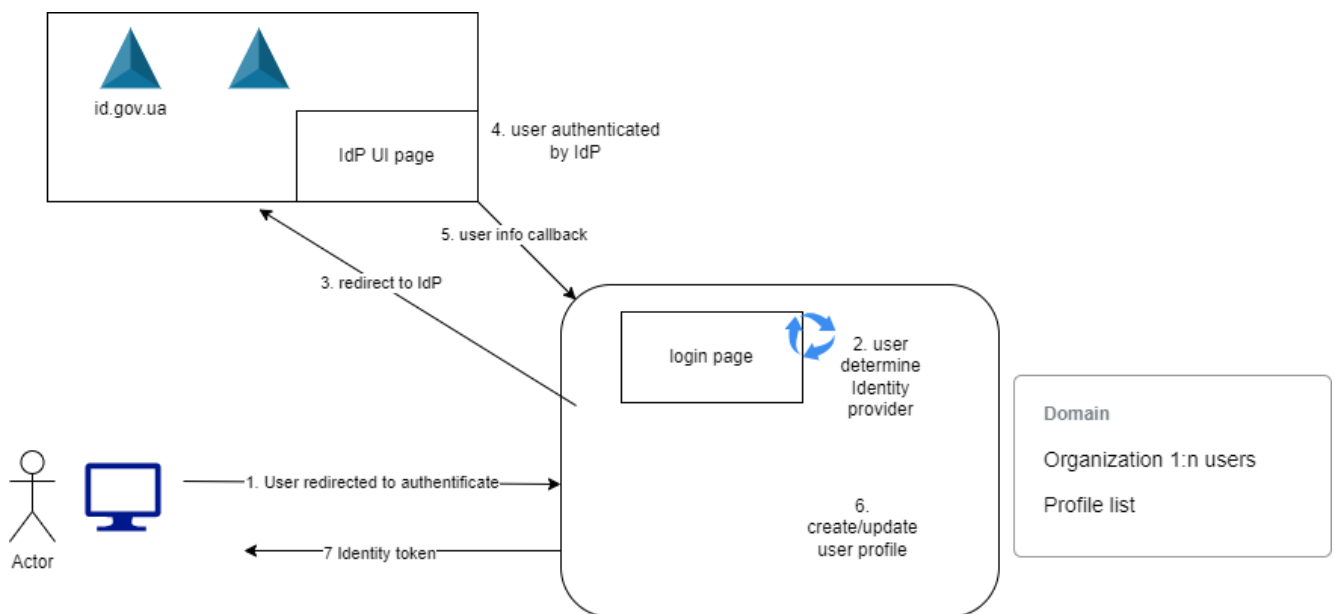 id.gov.ua
IdP UI page
4. user authenticated
by IdP
5. user info callback
3. redirect to IdP
login page
2. user
determine
Identity
provider
Domain
Organization 1:n users
Profile list
1. User redirected to authentificate
6.
create/update
user profile
7 Identity token
Actor